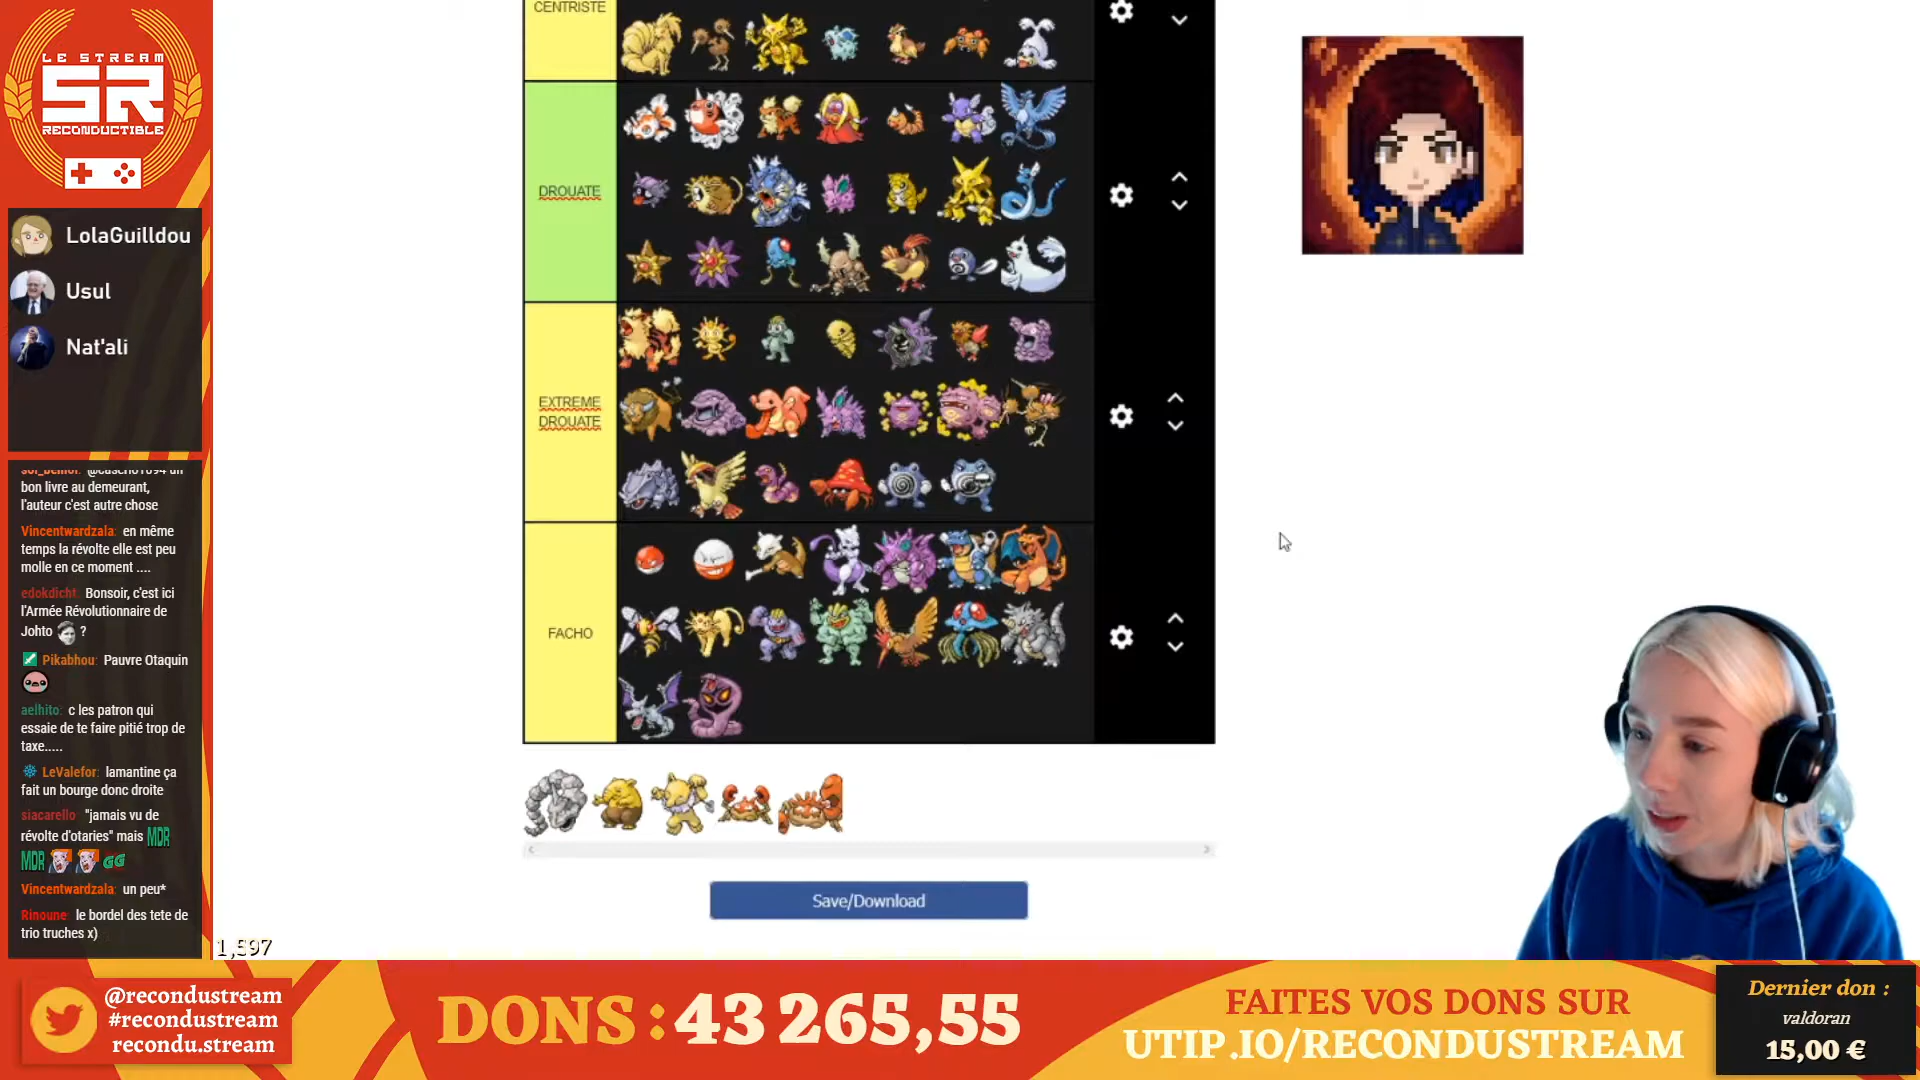 LE STREAM
SR
RECONDUCTIBLE
LolaGuilldou
Usul
Nat'ali
bon livre au demeurant,
l'auteur c'est autre chose
Vincentwardzala: en même
temps la révolte elle est peu
molle en ce moment ....
edokdicht: Bonsoir, c'est ici
l'Armée Révolutionnaire de
Johto ?
Pikabhou: Pauvre Otaquin
aelhito: c les patron qui
essaie de te faire pitié trop de
taxe.....
LeValefor: lamantine ça
fait un bourge donc droite
siacarello: "jamais vu de
révolte d'otaries" mais MDR
MDR GG
Vincentwardzala: un peu*
Rinoune: le bordel des tete de
trio truches x)
1,597
CENTRISTE
DROUATE
EXTREME
DROUATE
FACHO
Save/Download
@recondustream
#recondustream
recondu.stream
DONS : 43 265,55
FAITES VOS DONS SUR
UTIP.IO/RECONDUSTREAM
Dernier don :
valdoran
15,00 €